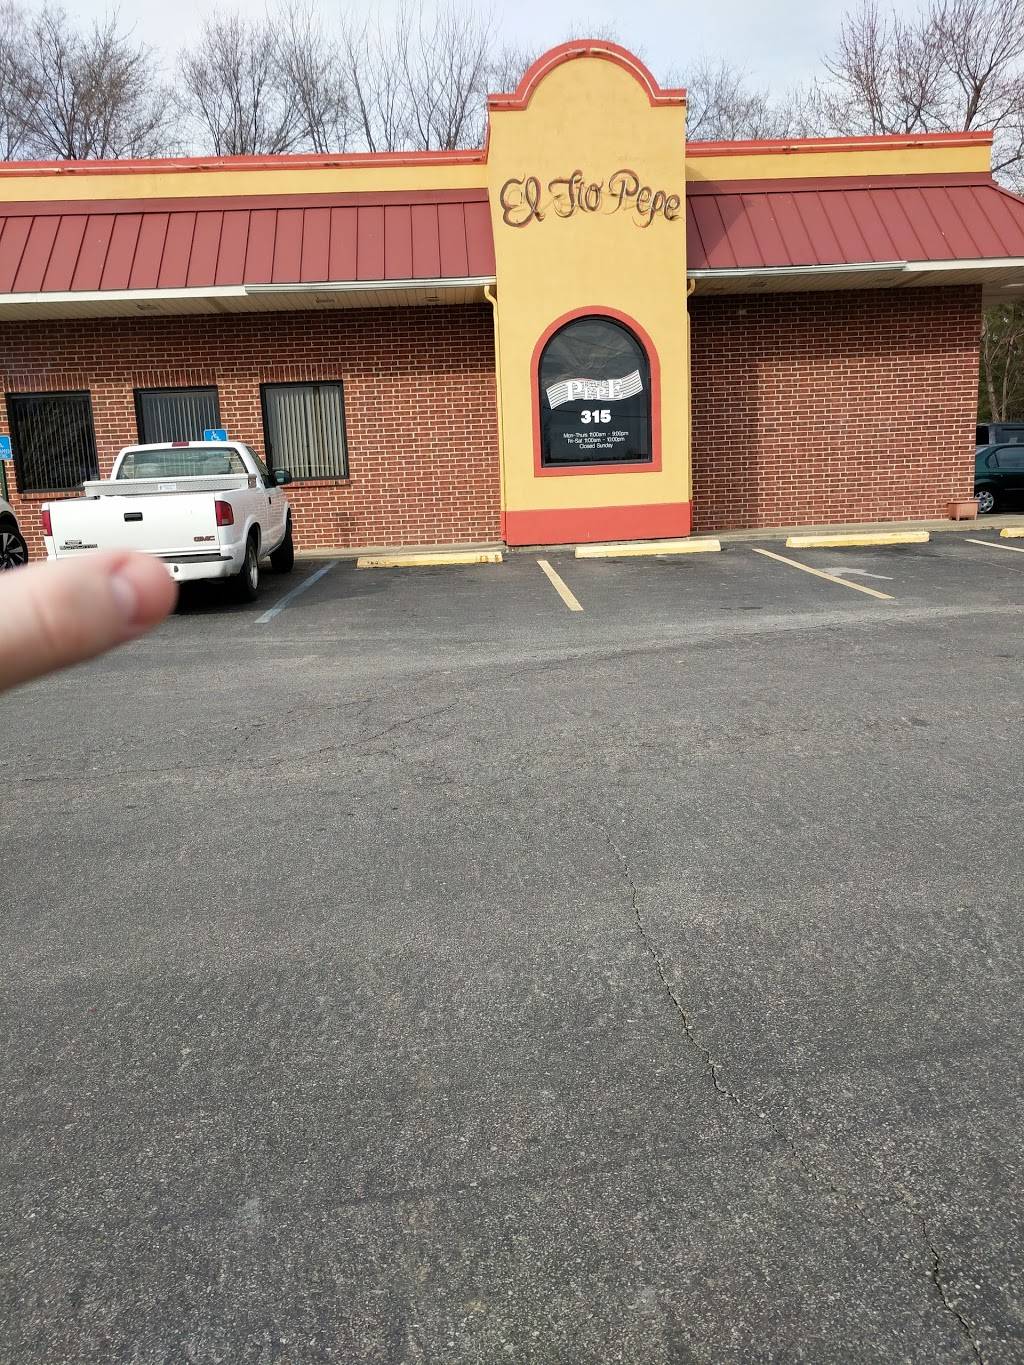 El Tio Pepe
PEPE
315
Mon-Thurs 11:00am - 9:00pm
Fri-Sat 11:00am - 10:00pm
Closed Sunday
GMC